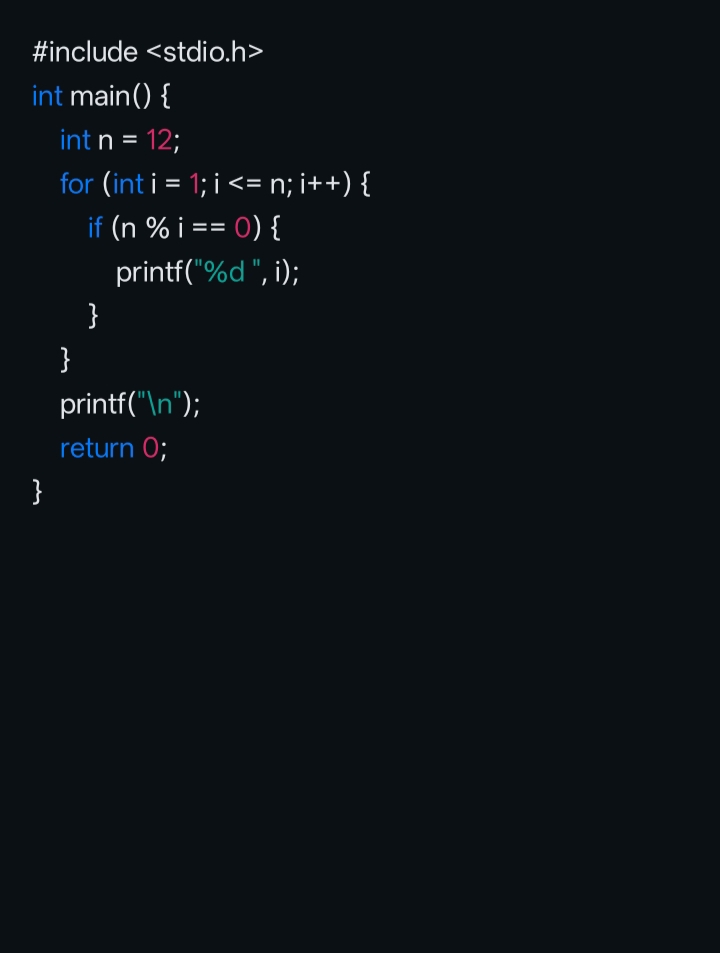 #include <stdio.h>
int main() {
int n = 12;
for (int i = 1; i <= n; i++) {
if (n % i == 0) {
printf("%d ", i);
}
}
printf("\n");
return 0;
}